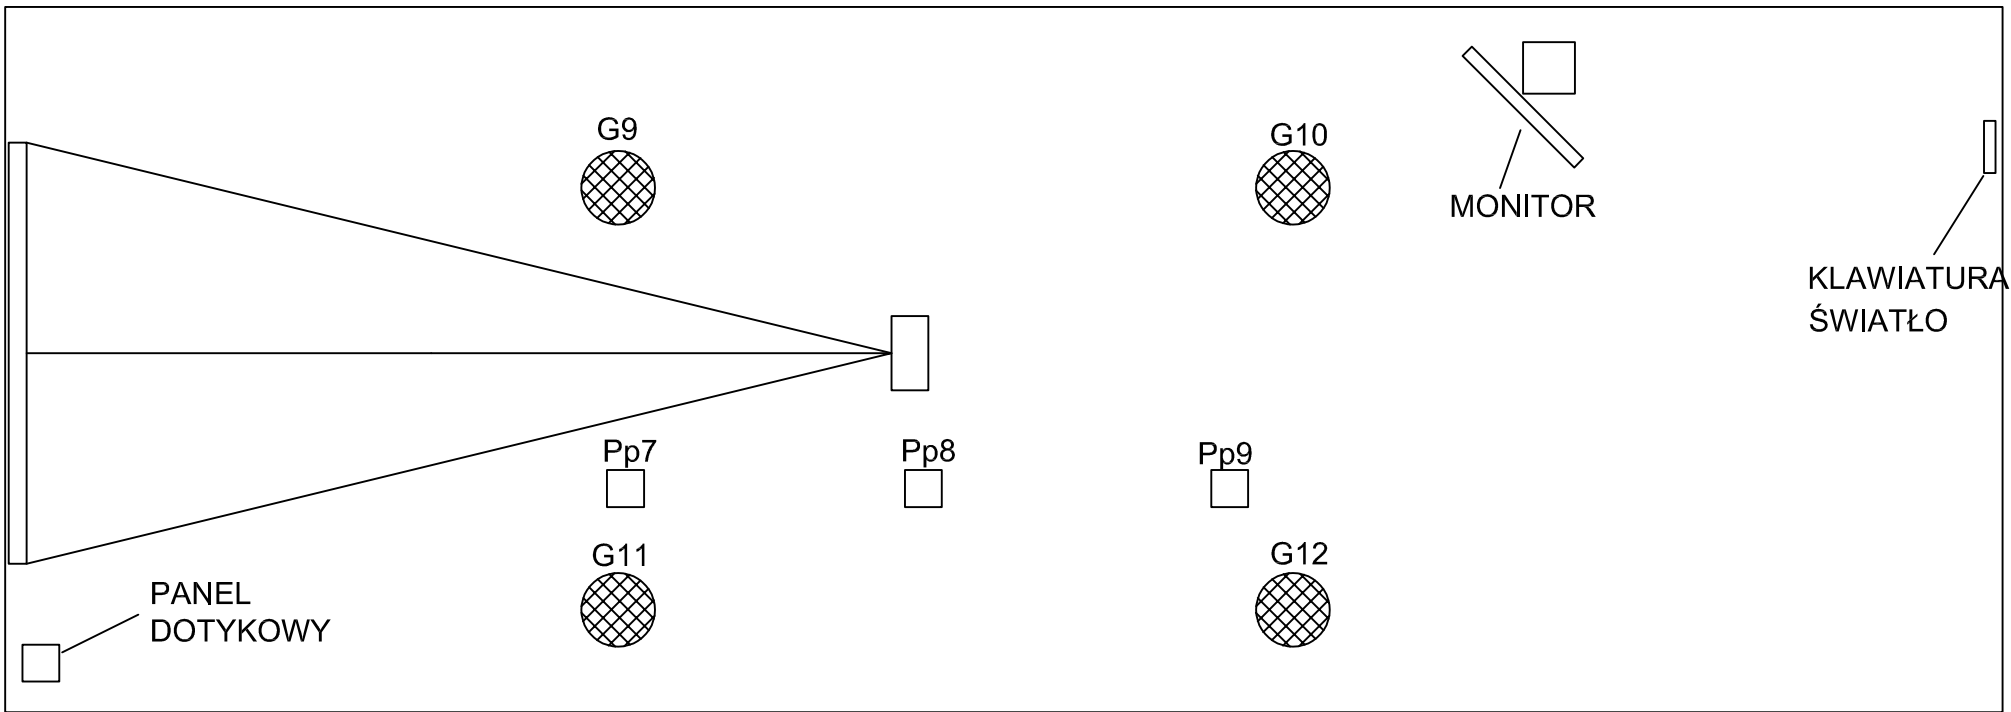 G9
G10
MONITOR
KLAWIATURA
ŚWIATŁO
Pp7
Pp8
Pp9
G11
G12
PANEL
DOTYKOWY